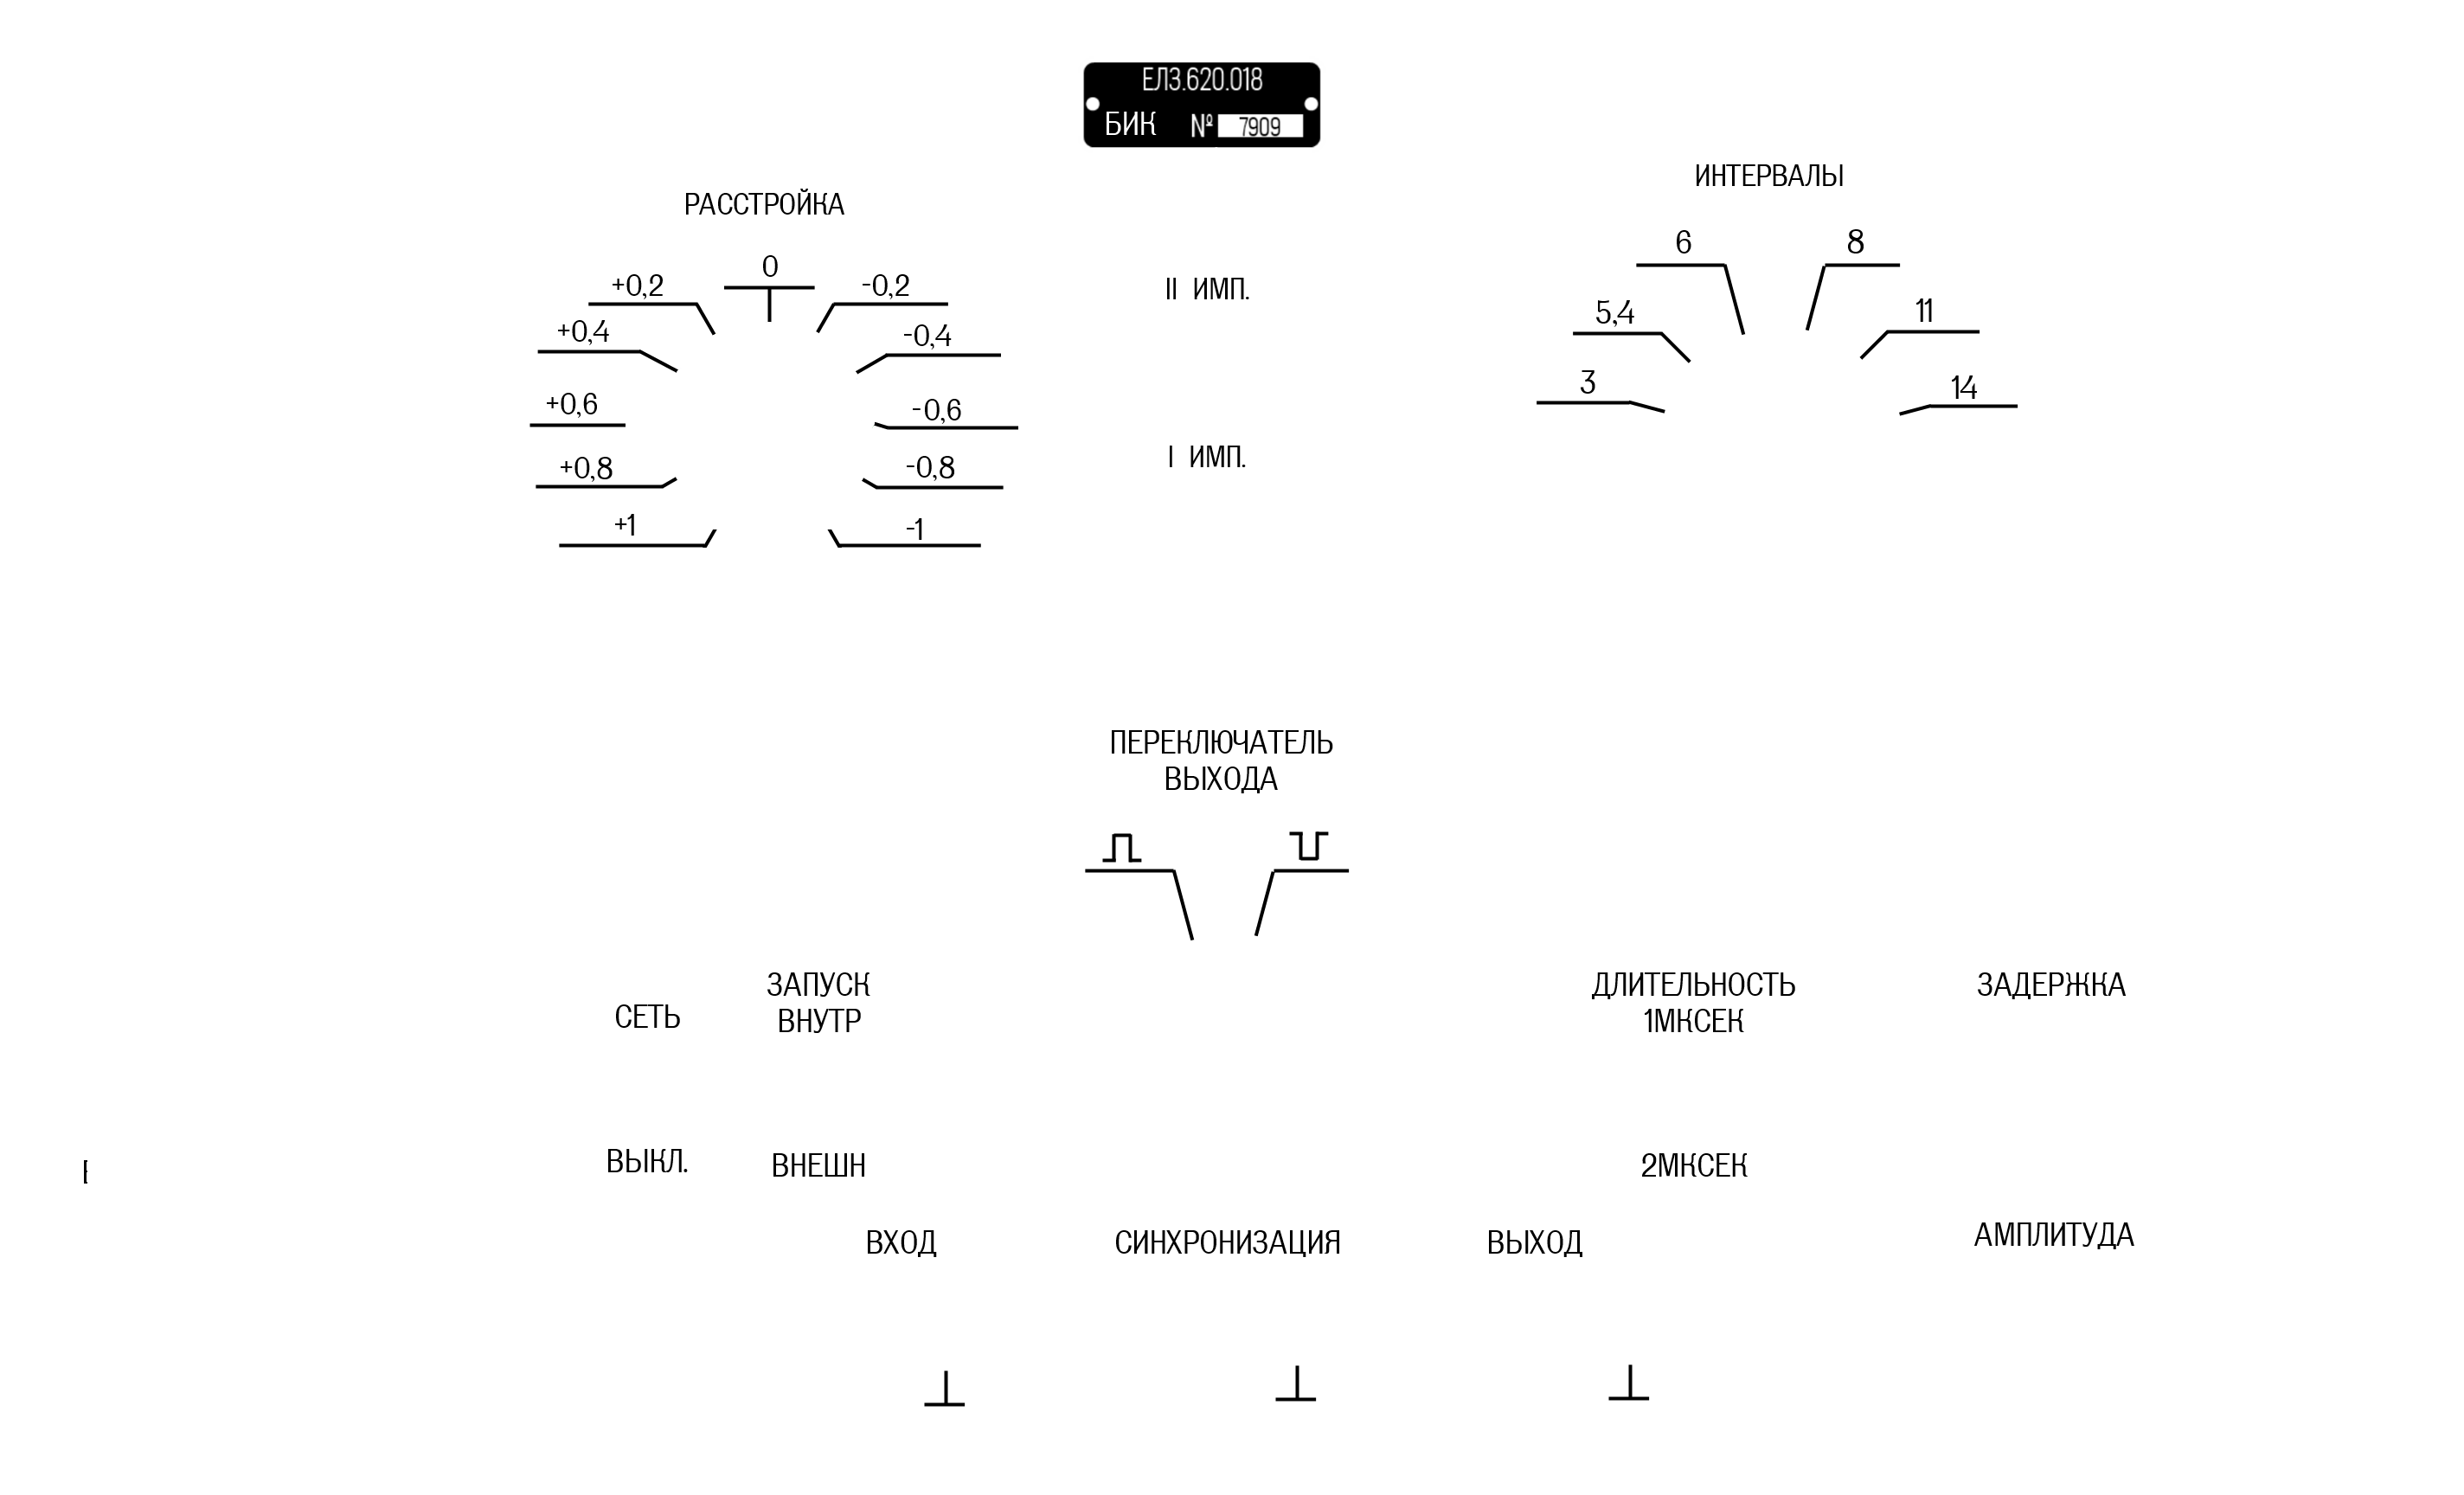 ЕЛ3.620.018
БИК № 7909
РАССТРОЙКА
0
+0,2
-0,2
+0,4
-0,4
+0,6
-0,6
+0,8
-0,8
+1
-1
II ИМП.
I ИМП.
ИНТЕРВАЛЫ
6
8
5,4
11
3
14
ПЕРЕКЛЮЧАТЕЛЬ
ВЫХОДА
СЕТЬ
ВЫКЛ.
ЗАПУСК
ВНУТР
ВНЕШН
ДЛИТЕЛЬНОСТЬ
1МКСЕК
2МКСЕК
ЗАДЕРЖКА
ВХОД
СИНХРОНИЗАЦИЯ
ВЫХОД
АМПЛИТУДА